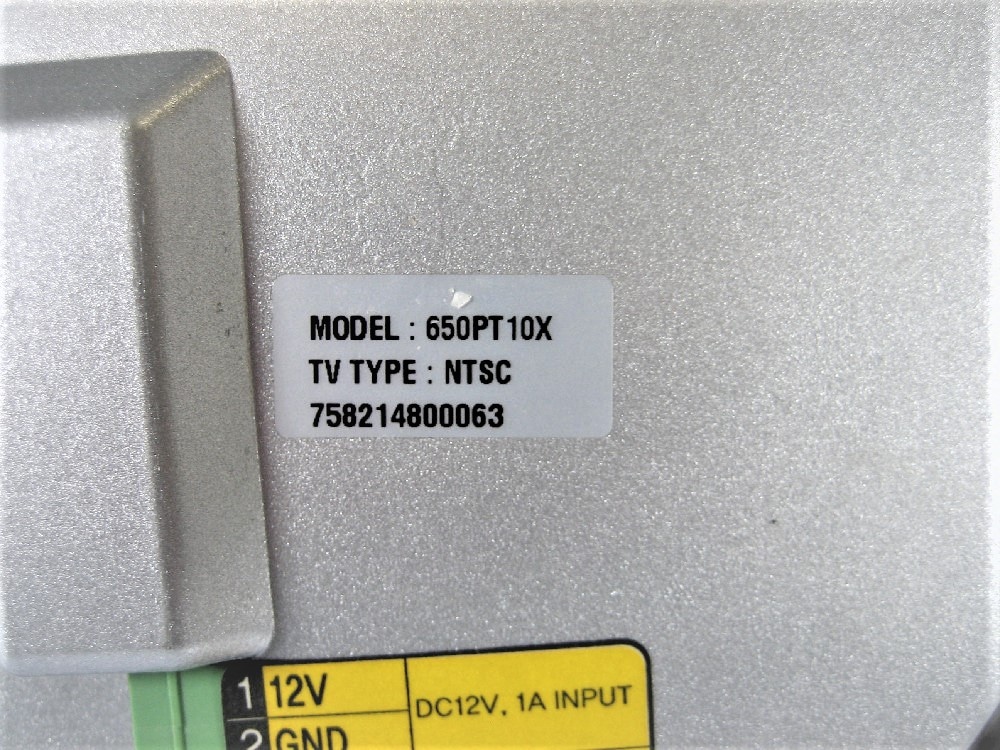 MODEL : 650PT10X
TV TYPE : NTSC
758214800063
1 12V DC12V, 1A INPUT
2 GND